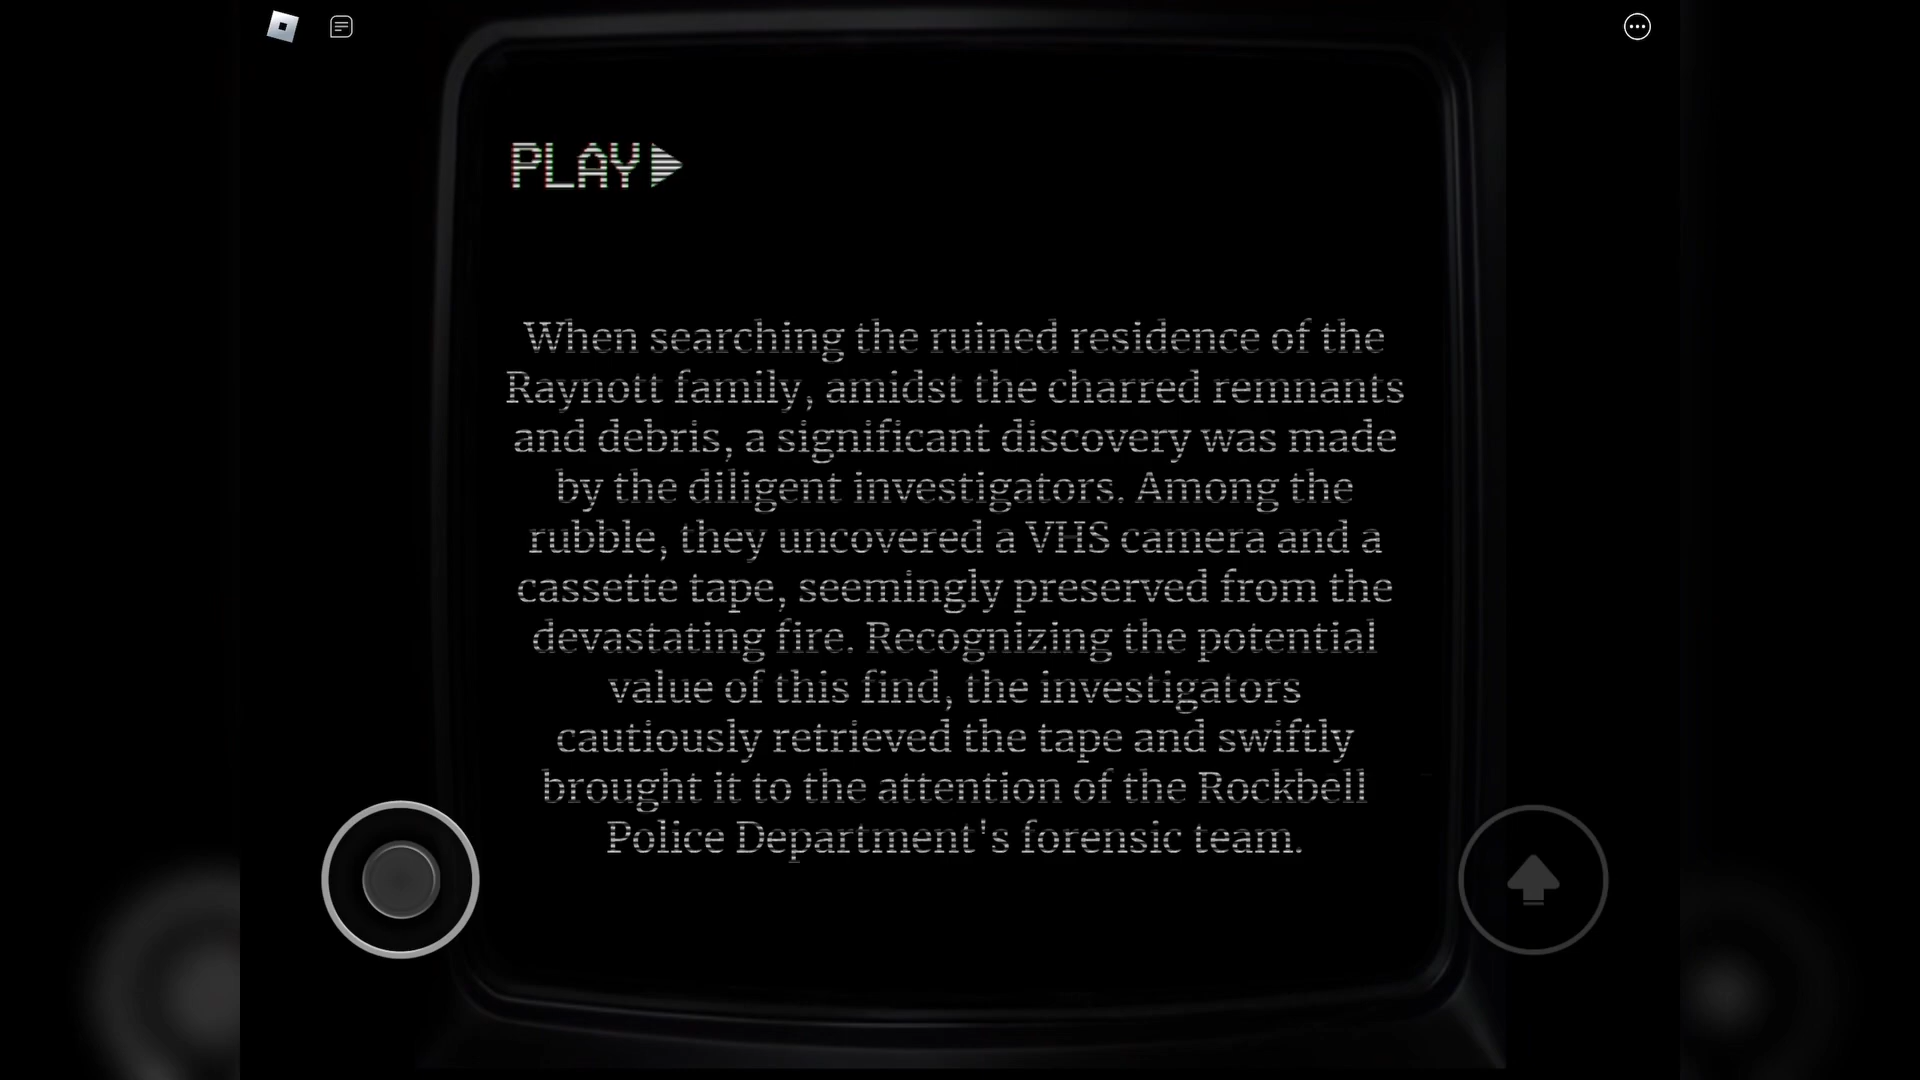 PLAY
When searching the ruined residence of the
Raynott family, amidst the charred remnants
and debris, a significant discovery was made
by the diligent investigators. Among the
rubble, they uncovered a VHS camera and a
cassette tape, seemingly preserved from the
devastating fire. Recognizing the potential
value of this find, the investigators
cautiously retrieved the tape and swiftly
brought it to the attention of the Rockbell
Police Department's forensic team.